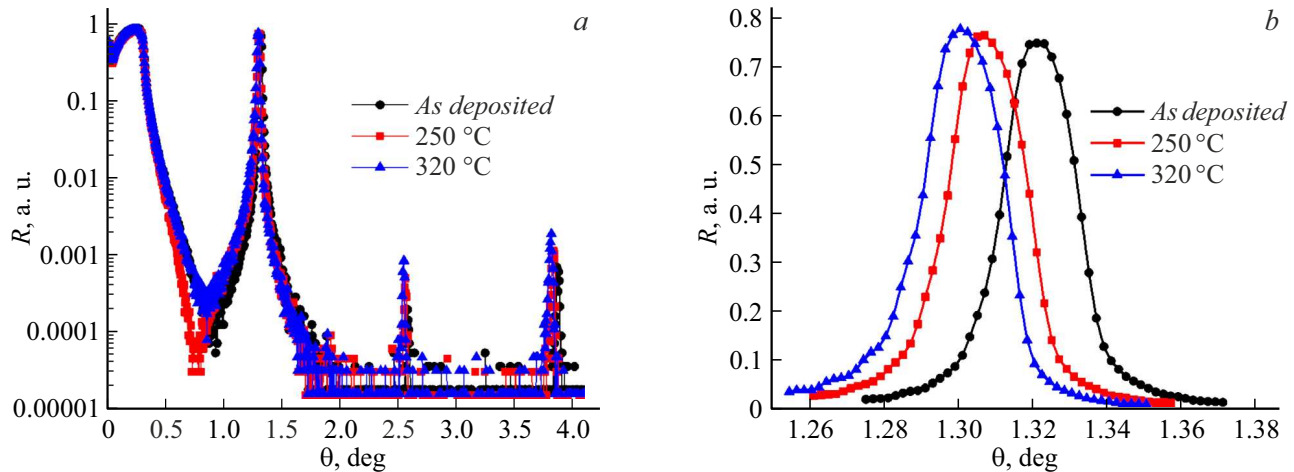 a
1
0.1
0.01
0.001
0.0001
0.00001
R, a. u.
As deposited
250 °C
320 °C
0 0.5 1.0 1.5 2.0 2.5 3.0 3.5 4.0
θ, deg
b
0.8
0.7
0.6
0.5
0.4
0.8
0.2
0.1
0
R, a. u.
As deposited
250 °C
320 °C
1.26 1.28 1.30 1.32 1.34 1.36 1.38
θ, deg